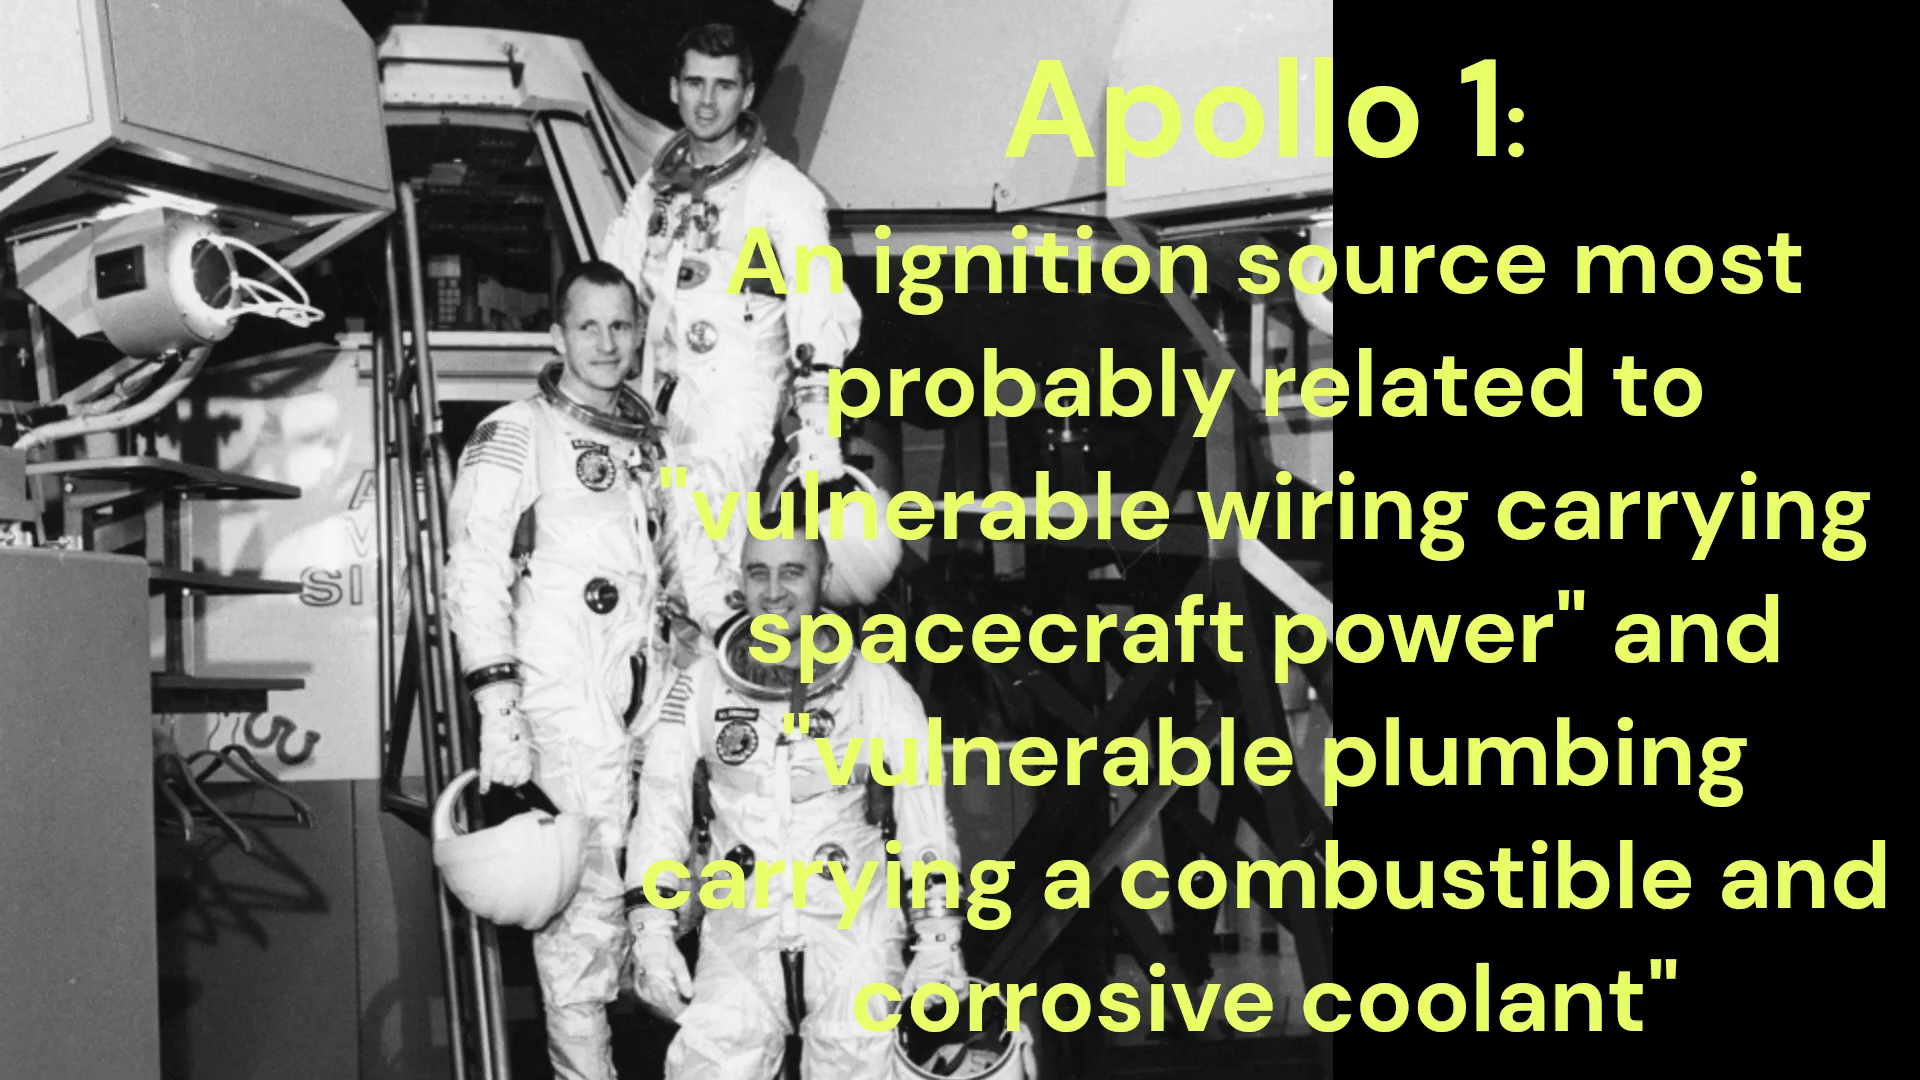 Apollo 1:
An ignition source most
probably related to
"vulnerable wiring carrying
spacecraft power" and
"vulnerable plumbing
carrying a combustible and
corrosive coolant"
A
V
SI